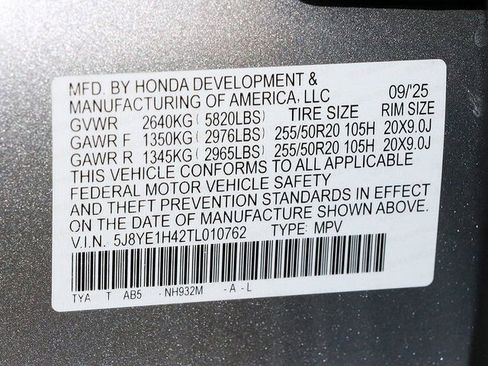 MFD. BY HONDA DEVELOPMENT &
MANUFACTURING OF AMERICA, LLC 09/'25
GVWR 2640KG( 5820LBS) TIRE SIZE RIM SIZE
GAWR F 1350KG( 2976LBS) 255/50R20 105H 20X9.0J
GAWR R 1345KG( 2965LBS) 255/50R20 105H 20X9.0J
THIS VEHICLE CONFORMS TO ALL APPLICABLE
FEDERAL MOTOR VEHICLE SAFETY
AND THEFT PREVENTION STANDARDS IN EFFECT
ON THE DATE OF MANUFACTURE SHOWN ABOVE.
V.I.N. 5J8YE1H42TL010762 TYPE: MPV
TYA T AB5 -NH932M -A-L